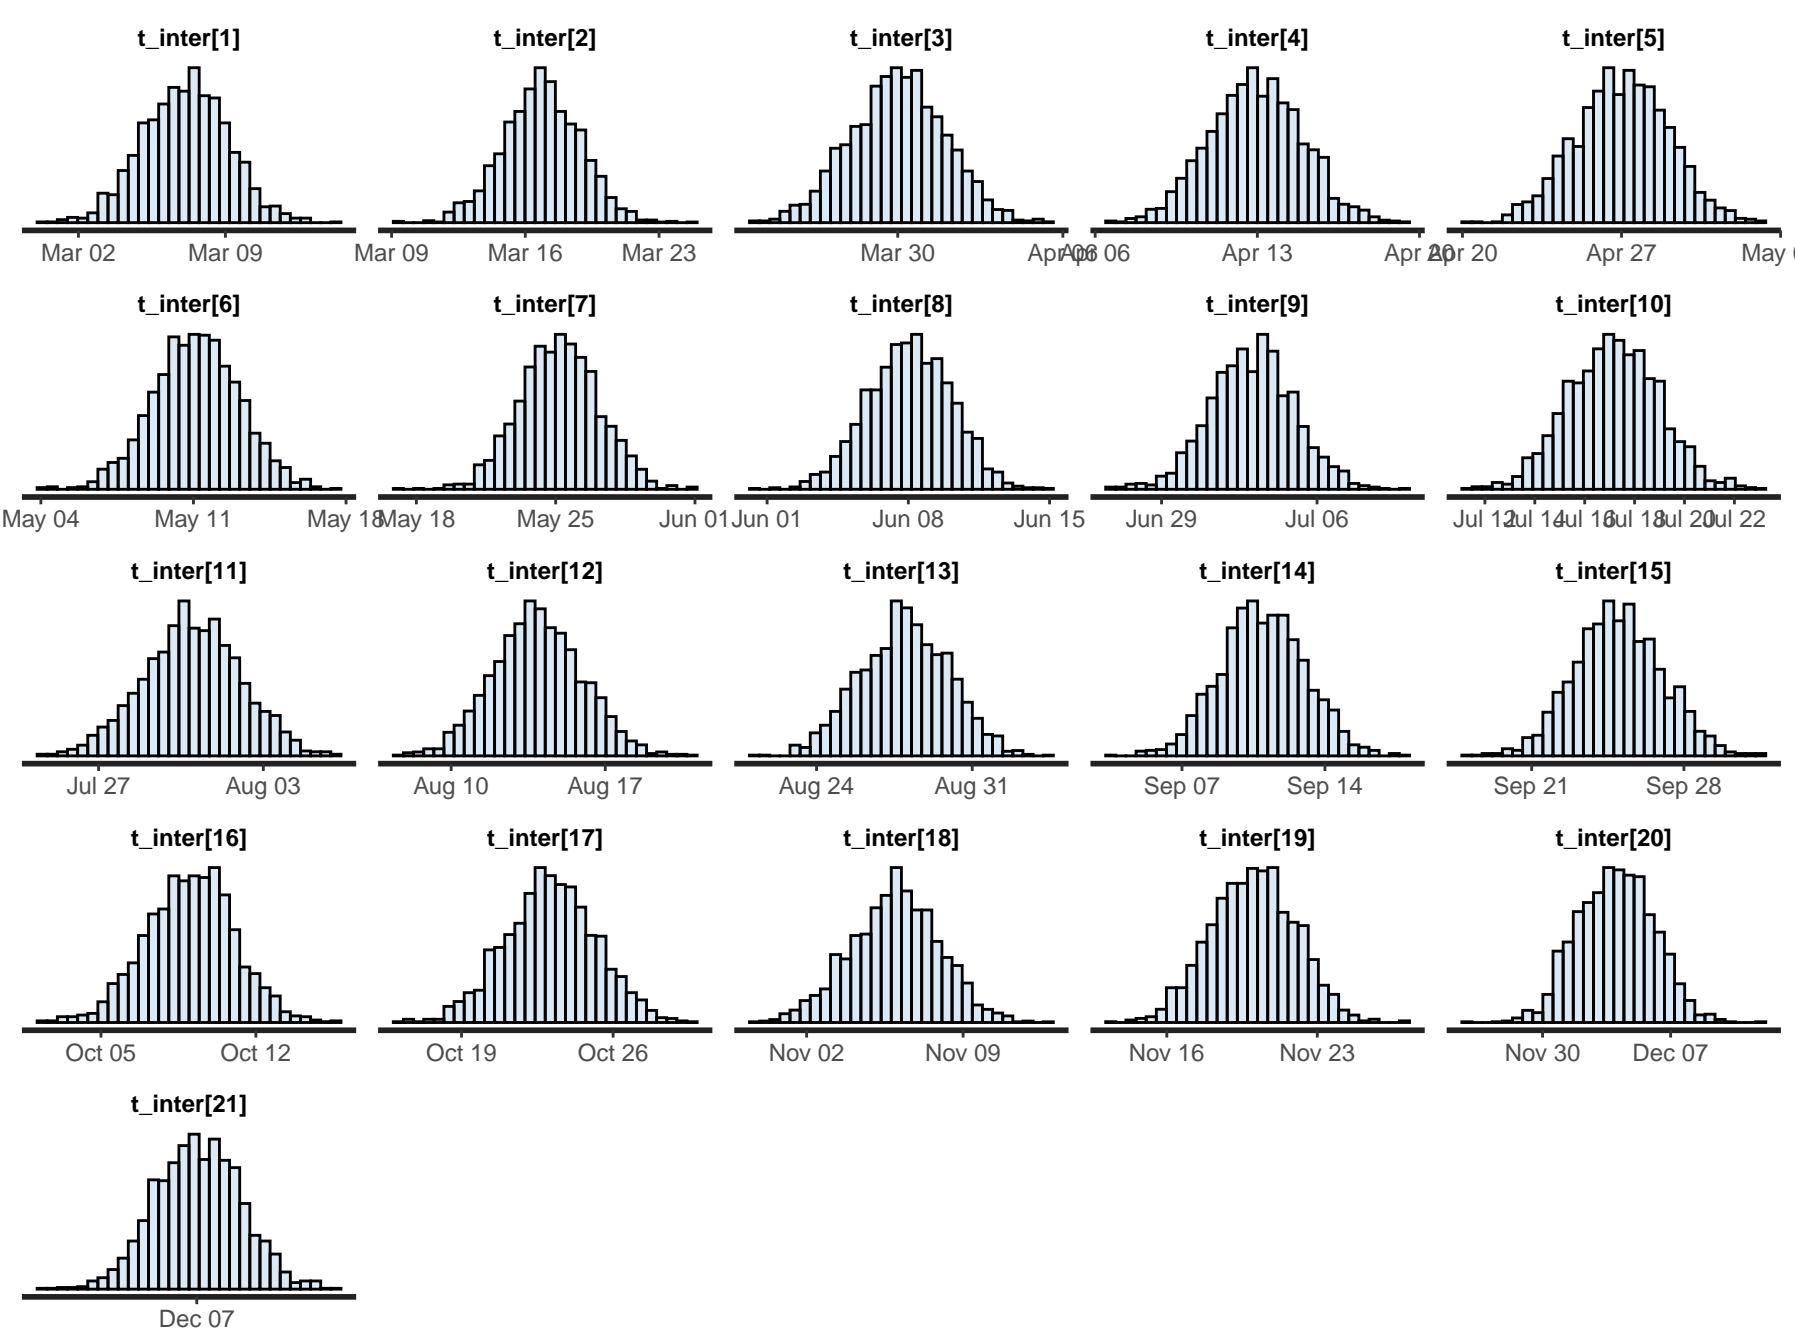 t_inter[1] t_inter[2] t_inter[3] t_inter[4] t_inter[5]
Mar 02 Mar 09 Mar 09 Mar 16 Mar 23 Mar 30 Apr 06 Apr 06 Apr 13 Apr 20 Apr 20 Apr 27 May
t_inter[6] t_inter[7] t_inter[8] t_inter[9] t_inter[10]
May 04 May 11 May 18 May 18 May 25 Jun 01 Jun 01 Jun 08 Jun 15 Jun 29 Jul 06 Jul 12 Jul 14 Jul 16 Jul 18 Jul 20 Jul 22
t_inter[11] t_inter[12] t_inter[13] t_inter[14] t_inter[15]
Jul 27 Aug 03 Aug 10 Aug 17 Aug 24 Aug 31 Sep 07 Sep 14 Sep 21 Sep 28
t_inter[16] t_inter[17] t_inter[18] t_inter[19] t_inter[20]
Oct 05 Oct 12 Oct 19 Oct 26 Nov 02 Nov 09 Nov 16 Nov 23 Nov 30 Dec 07
t_inter[21]
Dec 07